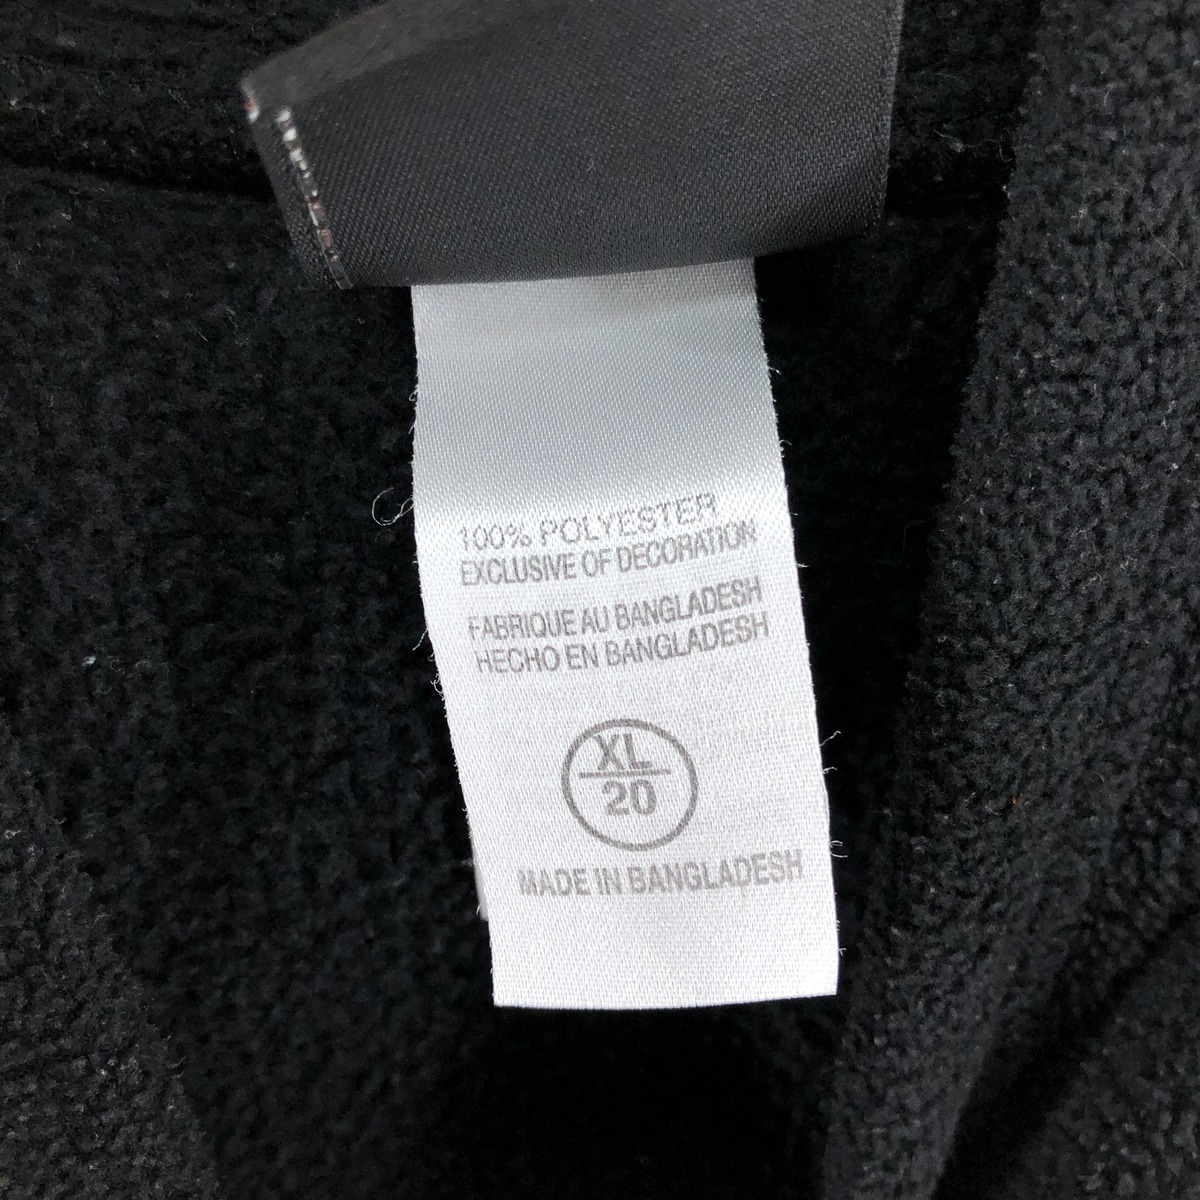 100% POLYESTER
EXCLUSIVE OF DECORATION
FABRIQUE AU BANGLADESH
HECHO EN BANGLADESH
XL
20
MADE IN BANGLADESH